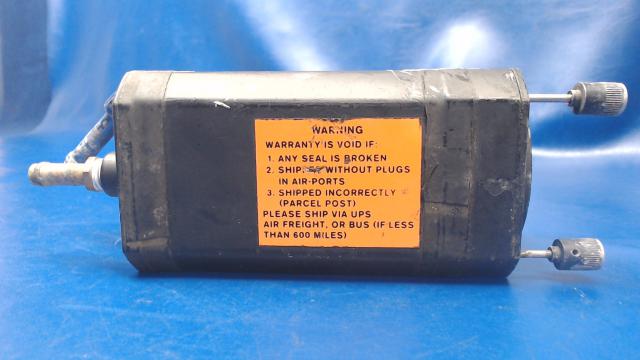 WARNING
WARRANTY IS VOID IF:
1. ANY SEAL IS BROKEN
2. SHIPPED WITHOUT PLUGS
IN AIR-PORTS
3. SHIPPED INCORRECTLY
(PARCEL POST)
PLEASE SHIP VIA UPS
AIR FREIGHT, OR BUS (IF LESS
THAN 600 MILES)